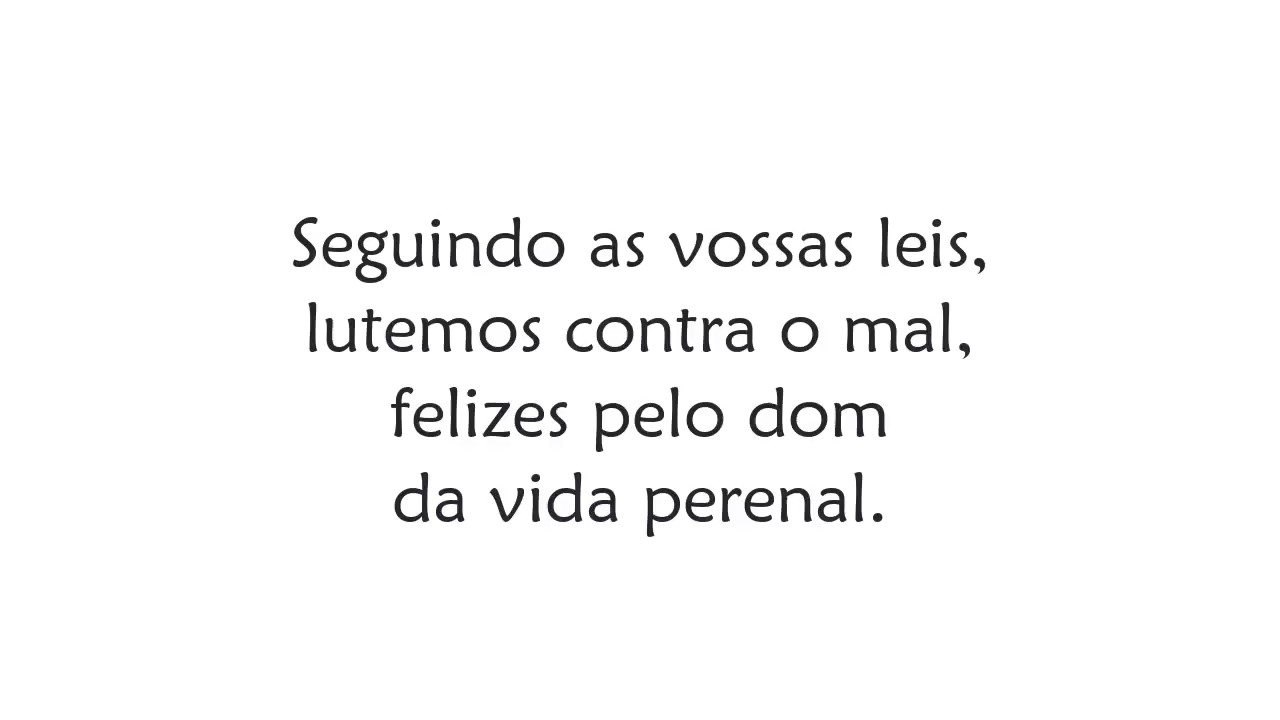 Seguindo as vossas leis,
lutemos contra o mal,
felizes pelo dom
da vida perenal.